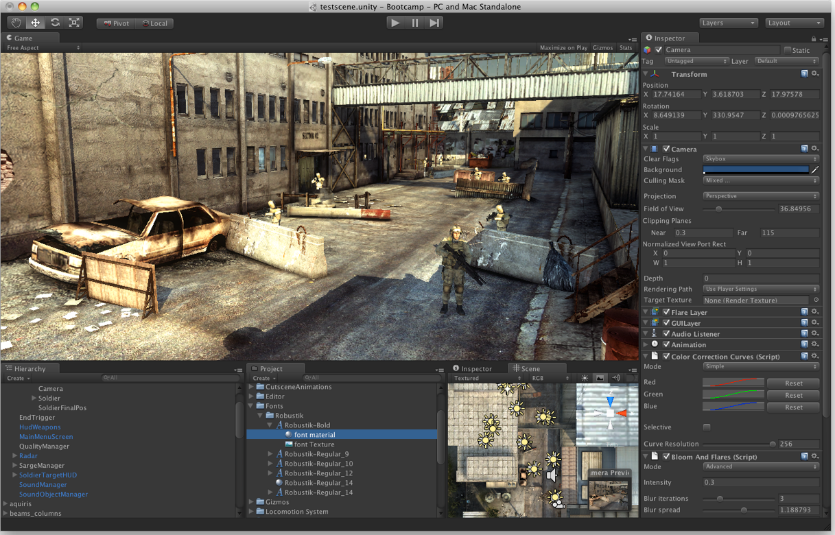 testscene.unity - Bootcamp - PC and Mac Standalone
Pivot Local Layers Layout
Game
Free Aspect Maximize on Play Gizmos Stats
Inspector
Camera Static
Tag Untagged Layer Default
Transform
Position
X 17.74164 Y 3.618703 Z 17.97578
Rotation
X 8.649139 Y 330.9547 Z 0.0009765625
Scale
X 1 Y 1 Z 1
Camera
Clear Flags Skybox
Background
Culling Mask Mixed ...
Projection Perspective
Field of View 36.84956
Clipping Planes
Near 0.3 Far 115
Normalized View Port Rect
X 0 Y 0
W 1 H 1
Depth 0
Rendering Path Use Player Settings
Target Texture None (Render Texture)
Flare Layer
GUILayer
Audio Listener
Animation
Color Correction Curves (Script)
Mode Simple
Red Reset
Green Reset
Blue Reset
Selective
Curve Resolution 256
Bloom And Flares (Script)
Mode Advanced
Intensity 0.3
Blur iterations 3
Blur spread 1.188793
Hierarchy
Create All
Camera
Soldier
SoldierFinalPos
EndTrigger
HudWeapons
MainMenuScreen
QualityManager
Radar
SargeManager
SoldierTargetHUD
SoundManager
SoundObjectManager
aquiris
beams_columns
Project
Create All
CutsceneAnimations
Editor
Fonts
Robustik
Robustik-Bold
font material
font Texture
Robustik-Regular_9
Robustik-Regular_10
Robustik-Regular_12
Robustik-Regular_14
Robustik-Regular_14
Gizmos
Locomotion System
Inspector Scene
Textured RGB
mera Previ